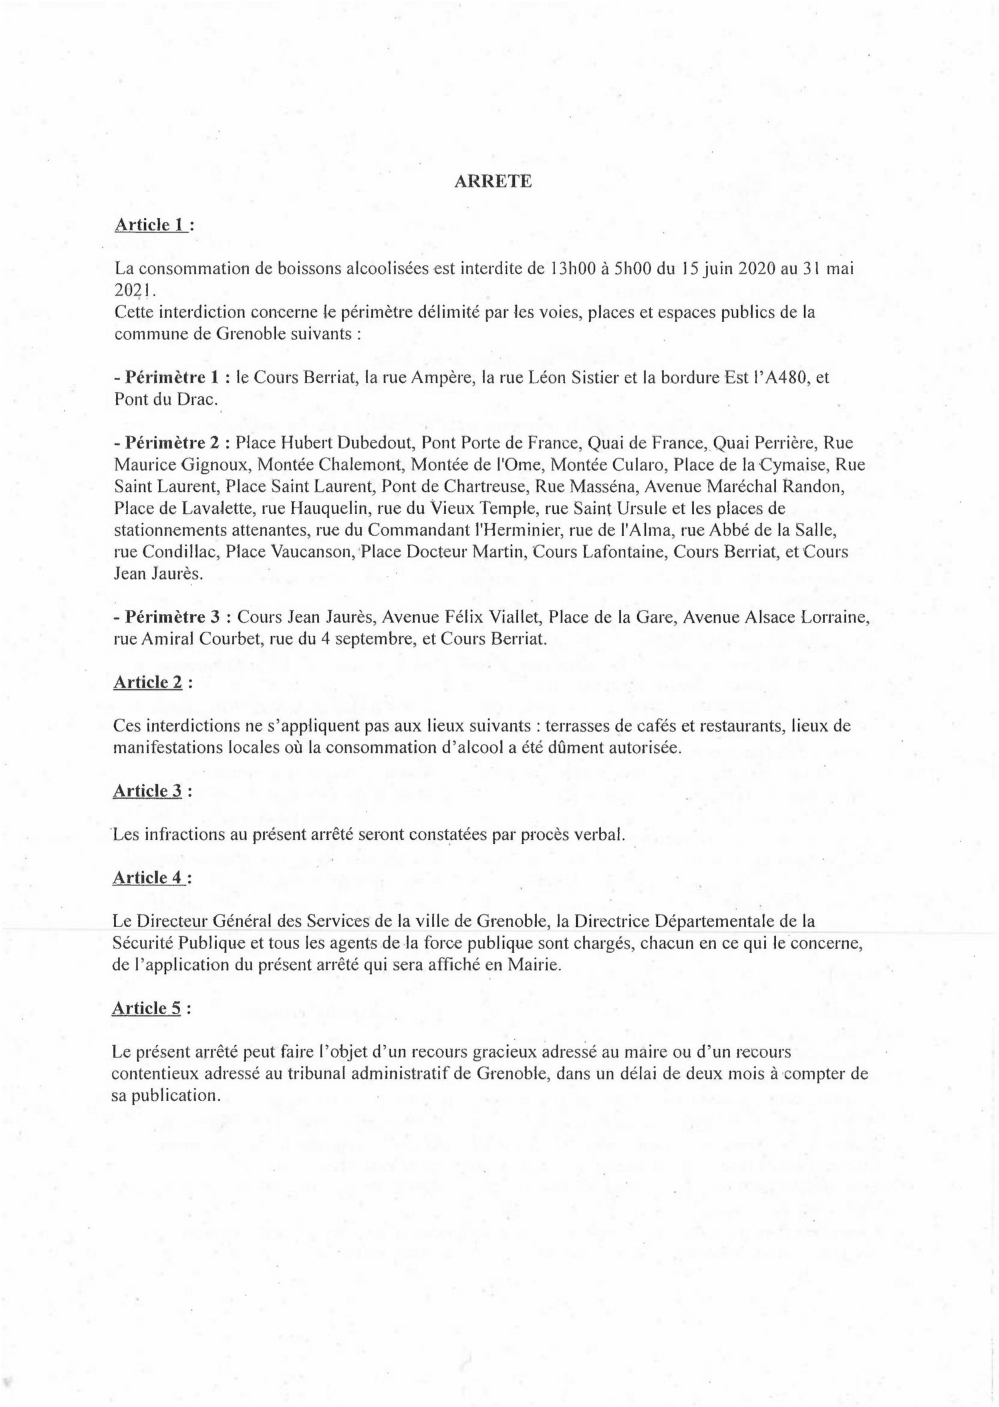 ARRETE
Article 1 :
La consommation de boissons alcoolisées est interdite de 13h00 à 5h00 du 15 juin 2020 au 31 mai
2021.
Cette interdiction concerne le périmètre délimité par les voies, places et espaces publics de la
commune de Grenoble suivants :
- Périmètre 1 : le Cours Berriat, la rue Ampère, la rue Léon Sistier et la bordure Est l'A480, et
Pont du Drac.
- Périmètre 2 : Place Hubert Dubedout, Pont Porte de France, Quai de France, Quai Perrière, Rue
Maurice Gignoux, Montée Chalemont, Montée de l'Ome, Montée Cularo, Place de la Cymaise, Rue
Saint Laurent, Place Saint Laurent, Pont de Chartreuse, Rue Masséna, Avenue Maréchal Randon,
Place de Lavalette, rue Hauquelin, rue du Vieux Temple, rue Saint Ursule et les places de
stationnements attenantes, rue du Commandant l'Herminier, rue de l'Alma, rue Abbé de la Salle,
rue Condillac, Place Vaucanson, Place Docteur Martin, Cours Lafontaine, Cours Berriat, et Cours
Jean Jaurès.
- Périmètre 3 : Cours Jean Jaurès, Avenue Félix Viallet, Place de la Gare, Avenue Alsace Lorraine,
rue Amiral Courbet, rue du 4 septembre, et Cours Berriat.
Article 2 :
Ces interdictions ne s'appliquent pas aux lieux suivants : terrasses de cafés et restaurants, lieux de
manifestations locales où la consommation d'alcool a été dûment autorisée.
Article 3 :
Les infractions au présent arrêté seront constatées par procès verbal.
Article 4 :
Le Directeur Général des Services de la ville de Grenoble, la Directrice Départementale de la
Sécurité Publique et tous les agents de la force publique sont chargés, chacun en ce qui le concerne,
de l'application du présent arrêté qui sera affiché en Mairie.
Article 5 :
Le présent arrêté peut faire l'objet d'un recours gracieux adressé au maire ou d'un recours
contentieux adressé au tribunal administratif de Grenoble, dans un délai de deux mois à compter de
sa publication.